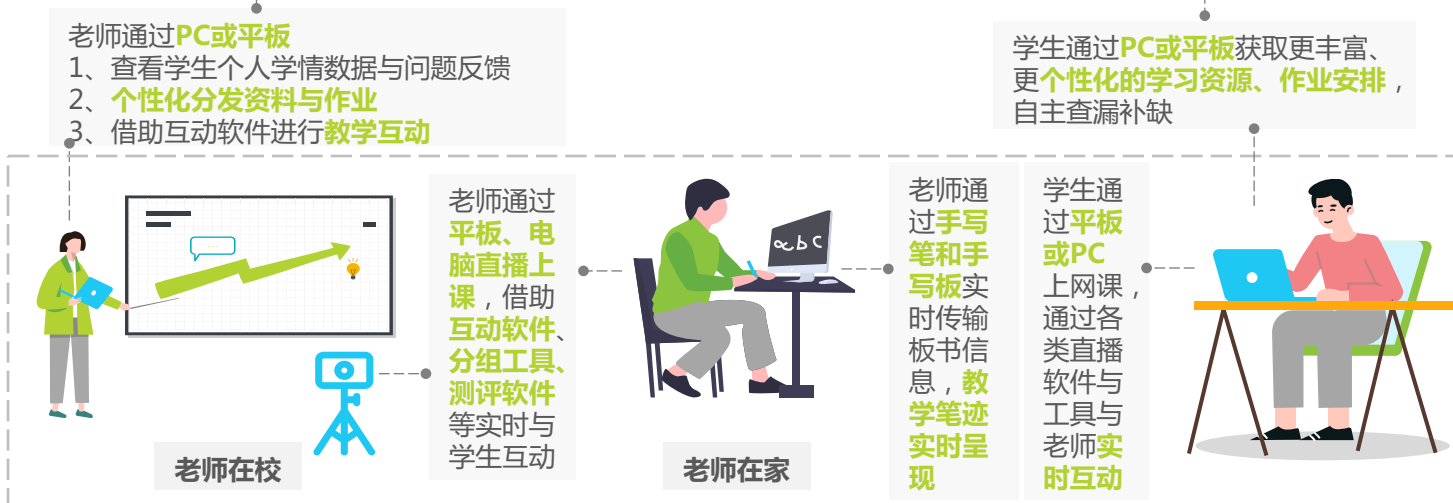 老师通过PC或平板
1、查看学生个人学情数据与问题反馈
2、个性化分发资料与作业
3、借助互动软件进行教学互动
学生通过PC或平板获取更丰富、
更个性化的学习资源、作业安排，
自主查漏补缺
老师通过
平板、电
脑直播上
课，借助
互动软件、
分组工具、
测评软件
等实时与
学生互动
老师在校
abc
老师在家
老师通
过手写
笔和手
写板实
时传输
板书信
息，教
学笔迹
实时呈
现
学生通
过平板
或PC
上网课，
通过各
类直播
软件与
工具与
老师实
时互动